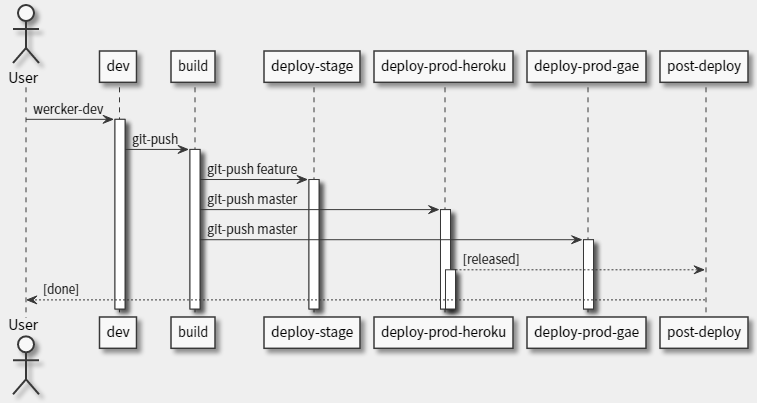 User
dev
build
deploy-stage
deploy-prod-heroku
deploy-prod-gae
post-deploy
wercker-dev
git-push
git-push feature
git-push master
git-push master
[released]
[done]
User
dev
build
deploy-stage
deploy-prod-heroku
deploy-prod-gae
post-deploy